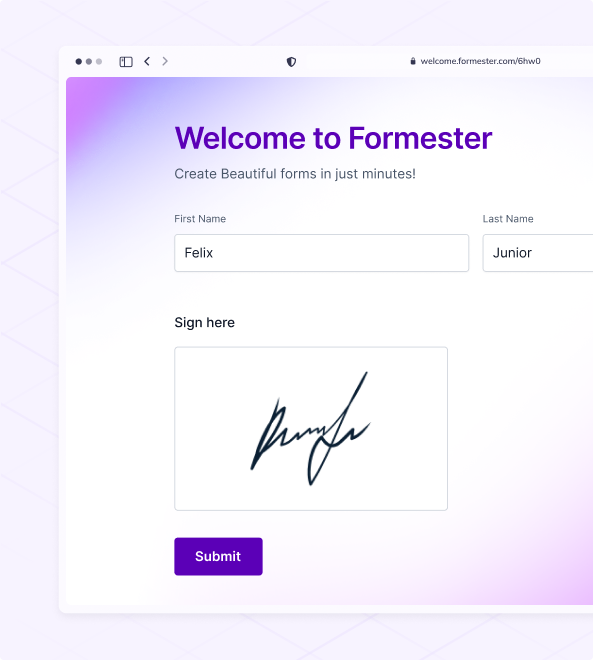 welcome.formester.com/6hw0
Welcome to Formester
Create Beautiful forms in just minutes!
First Name Last Name
Felix Junior
Sign here
Submit